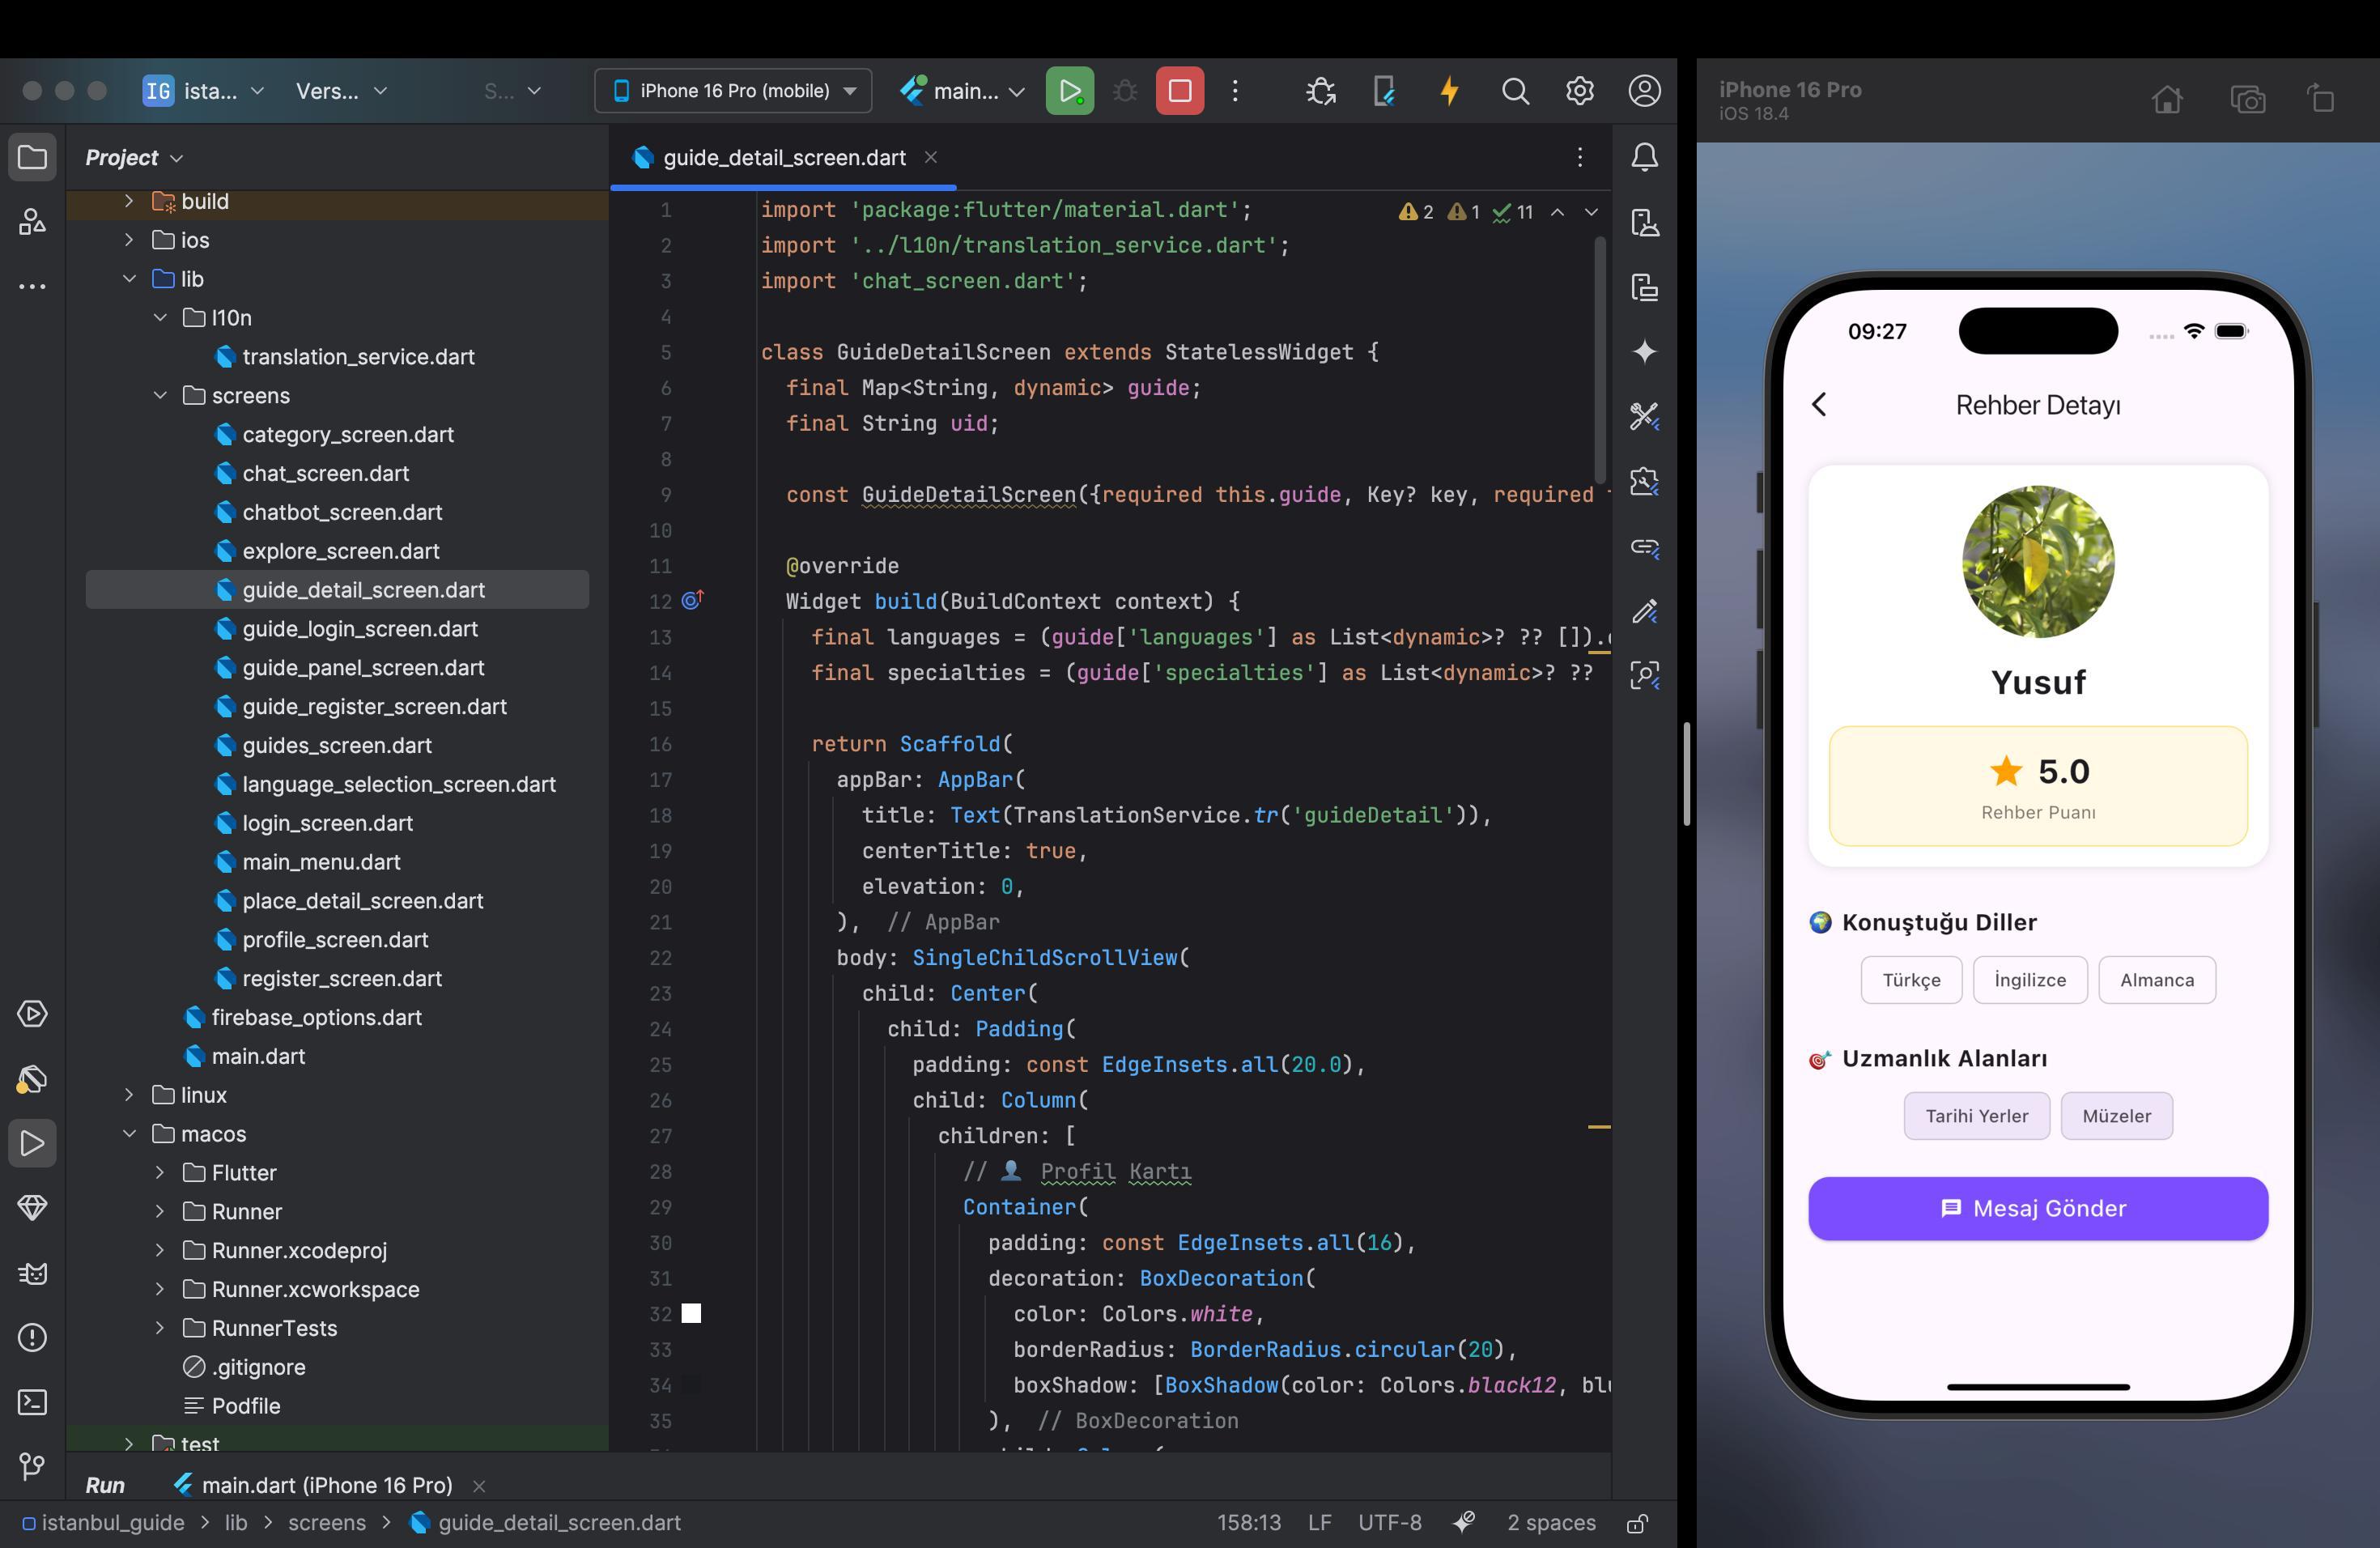 IG ista...
Vers...
S...
iPhone 16 Pro (mobile)
main...
Project
build
ios
lib
l10n
translation_service.dart
screens
category_screen.dart
chat_screen.dart
chatbot_screen.dart
explore_screen.dart
guide_detail_screen.dart
guide_login_screen.dart
guide_panel_screen.dart
guide_register_screen.dart
guides_screen.dart
language_selection_screen.dart
login_screen.dart
main_menu.dart
place_detail_screen.dart
profile_screen.dart
register_screen.dart
firebase_options.dart
main.dart
linux
macos
Flutter
Runner
Runner.xcodeproj
Runner.xcworkspace
RunnerTests
.gitignore
Podfile
test
guide_detail_screen.dart
2 1 11
1 import 'package:flutter/material.dart';
2 import '../l10n/translation_service.dart';
3 import 'chat_screen.dart';
4
5 class GuideDetailScreen extends StatelessWidget {
6 final Map<String, dynamic> guide;
7 final String uid;
8
9 const GuideDetailScreen({required this.guide, Key? key, required
10
11 @override
12 Widget build(BuildContext context) {
13 final languages = (guide['languages'] as List<dynamic>? ?? []).
14 final specialties = (guide['specialties'] as List<dynamic>? ??
15
16 return Scaffold(
17 appBar: AppBar(
18 title: Text(TranslationService.tr('guideDetail')),
19 centerTitle: true,
20 elevation: 0,
21 ), // AppBar
22 body: SingleChildScrollView(
23 child: Center(
24 child: Padding(
25 padding: const EdgeInsets.all(20.0),
26 child: Column(
27 children: [
28 // 👤 Profil Kartı
29 Container(
30 padding: const EdgeInsets.all(16),
31 decoration: BoxDecoration(
32 color: Colors.white,
33 borderRadius: BorderRadius.circular(20),
34 boxShadow: [BoxShadow(color: Colors.black12, bl
35 ), // BoxDecoration
Run main.dart (iPhone 16 Pro)
istanbul_guide > lib > screens > guide_detail_screen.dart
158:13 LF UTF-8 2 spaces
iPhone 16 Pro
iOS 18.4
09:27
Rehber Detayı
Yusuf
5.0
Rehber Puanı
🌍 Konuştuğu Diller
Türkçe İngilizce Almanca
🎯 Uzmanlık Alanları
Tarihi Yerler Müzeler
Mesaj Gönder